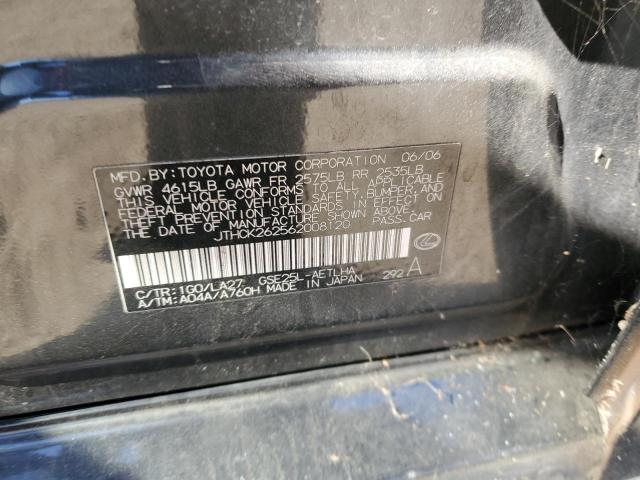 MFD.BY:TOYOTA MOTOR CORPORATION 06/06
GVWR 4615LB GAWR FR 2575LB RR 2535LB
THIS VEHICLE CONFORMS TO ALL APPLICABLE
FEDERAL MOTOR VEHICLE SAFETY,BUMPER,AND
THEFT PREVENTION STANDARDS IN EFFECT ON
THE DATE OF MANUFACTURE SHOWN ABOVE.
JTHCK262562008120 PASS.CAR
C/TR:1G0/LA27 GSE25L-AETLHA
A/TM:A04A/A760H MADE IN JAPAN 292 A